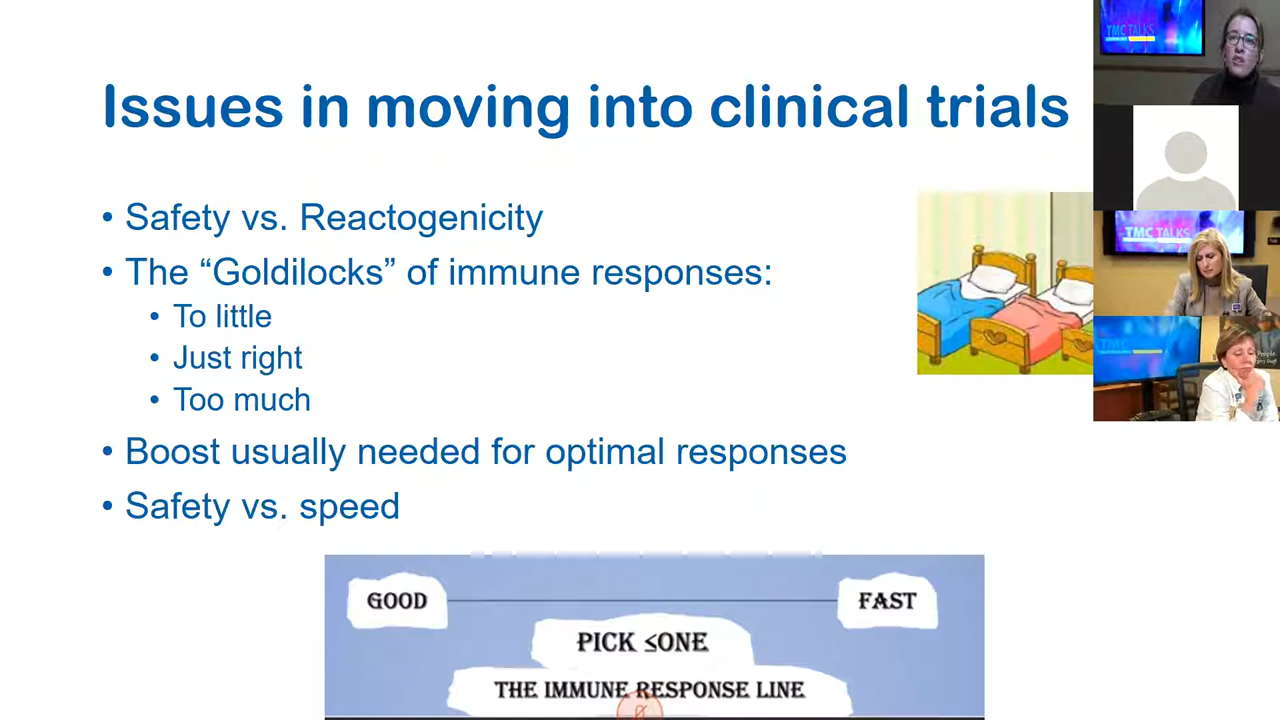 Issues in moving into clinical trials
• Safety vs. Reactogenicity
• The “Goldilocks” of immune responses:
• To little
• Just right
• Too much
• Boost usually needed for optimal responses
• Safety vs. speed
GOOD
FAST
PICK ≤ONE
THE IMMUNE RESPONSE LINE
TMC TALKS
TMC TALKS
TMC
People.